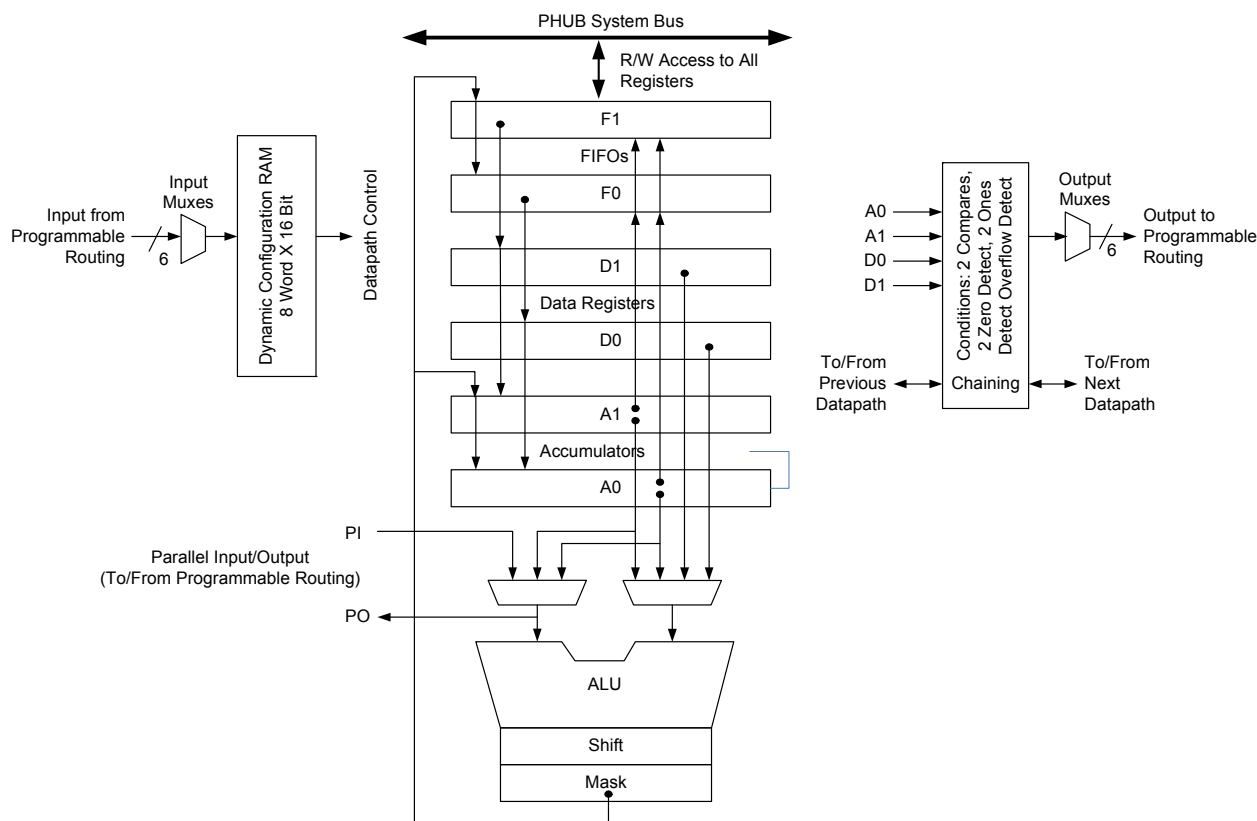 PHUB System Bus
R/W Access to All
Registers
F1
FIFOs
F0
D1
Data Registers
D0
A1
Accumulators
A0
Input from
Programmable
Routing
6
Input
Muxes
Dynamic Configuration RAM
8 Word X 16 Bit
Datapath Control
A0
A1
D0
D1
Conditions: 2 Compares,
2 Zero Detect, 2 Ones
Detect Overflow Detect
Output
Muxes
6
Output to
Programmable
Routing
To/From
Previous
Datapath
Chaining
To/From
Next
Datapath
PI
Parallel Input/Output
(To/From Programmable Routing)
PO
ALU
Shift
Mask